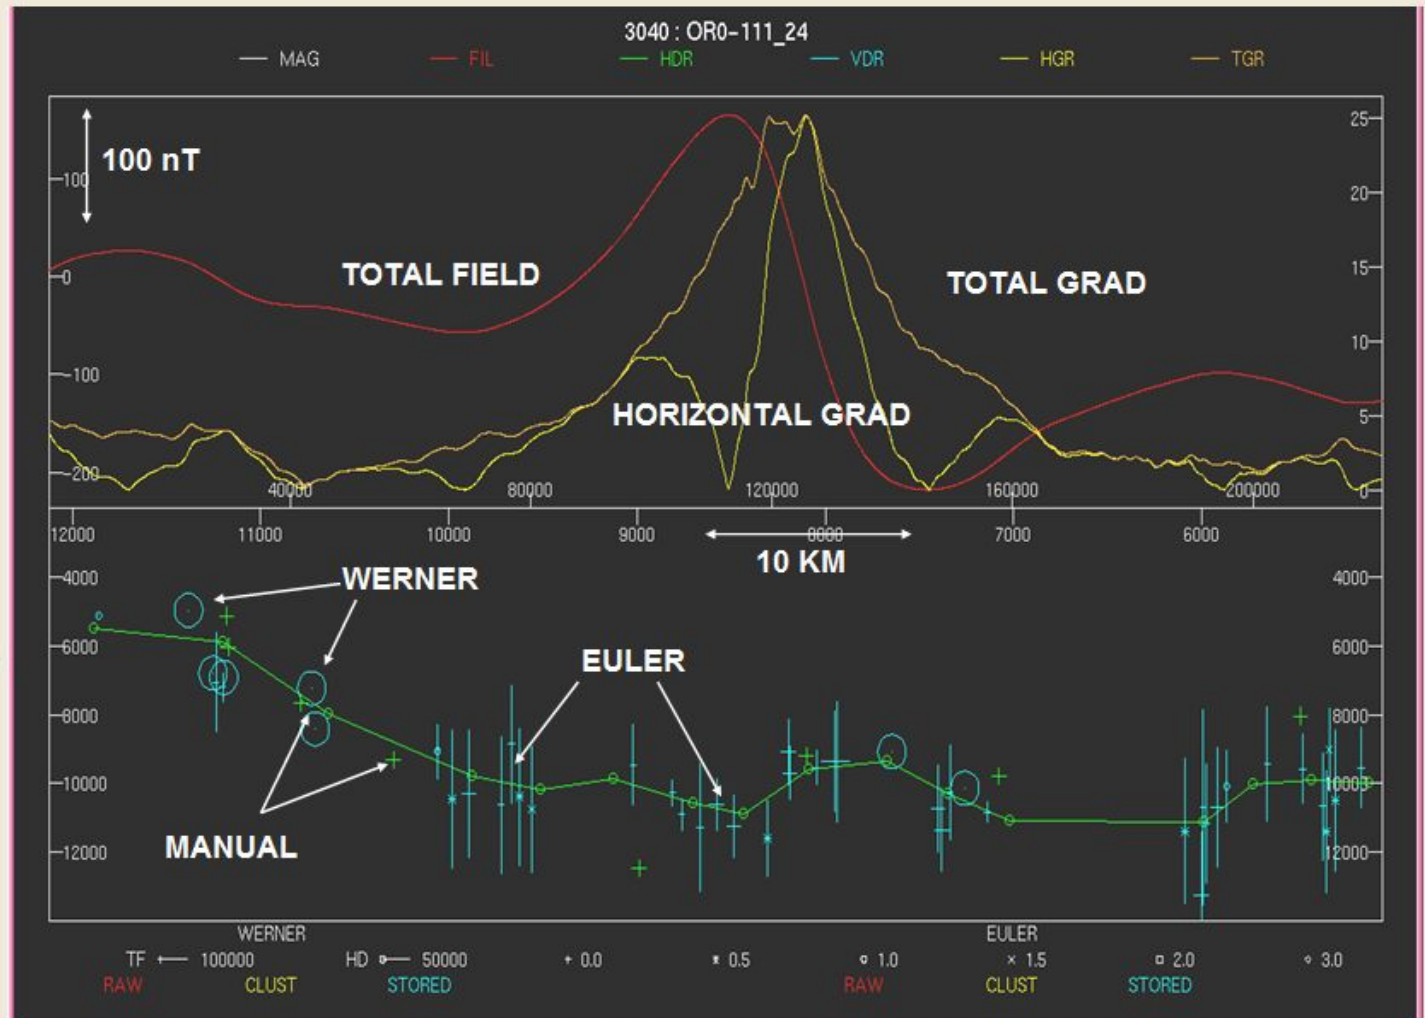 3040 : OR0-111_24
MAG FIL HDR VDR HGR TGR
100 nT
100
0
-100
-200
25
20
15
10
5
0
TOTAL FIELD
TOTAL GRAD
HORIZONTAL GRAD
40000 80000 120000 160000 200000
12000 11000 10000 9000 8000 7000 6000
10 KM
4000 4000
WERNER
6000 6000
EULER
8000 8000
10000 10000
MANUAL
12000 12000
WERNER EULER
TF 100000 HD 50000 + 0.0 * 0.5 o 1.0 × 1.5 □ 2.0 ⋄ 3.0
RAW CLUST STORED RAW CLUST STORED